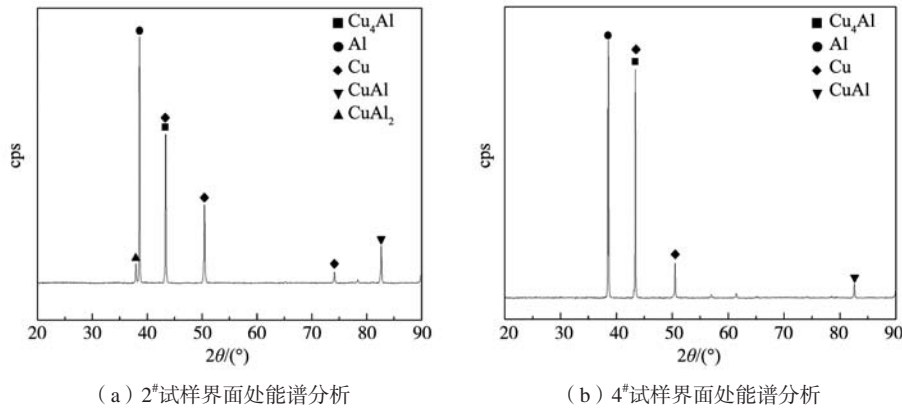 ■ Cu₄Al
● Al
◆ Cu
▼ CuAl
▲ CuAl₂
cps
20 30 40 50 60 70 80 90
2θ/(°)
(a)2#试样界面处能谱分析
■ Cu₄Al
● Al
◆ Cu
▼ CuAl
cps
20 30 40 50 60 70 80 90
2θ/(°)
(b)4#试样界面处能谱分析